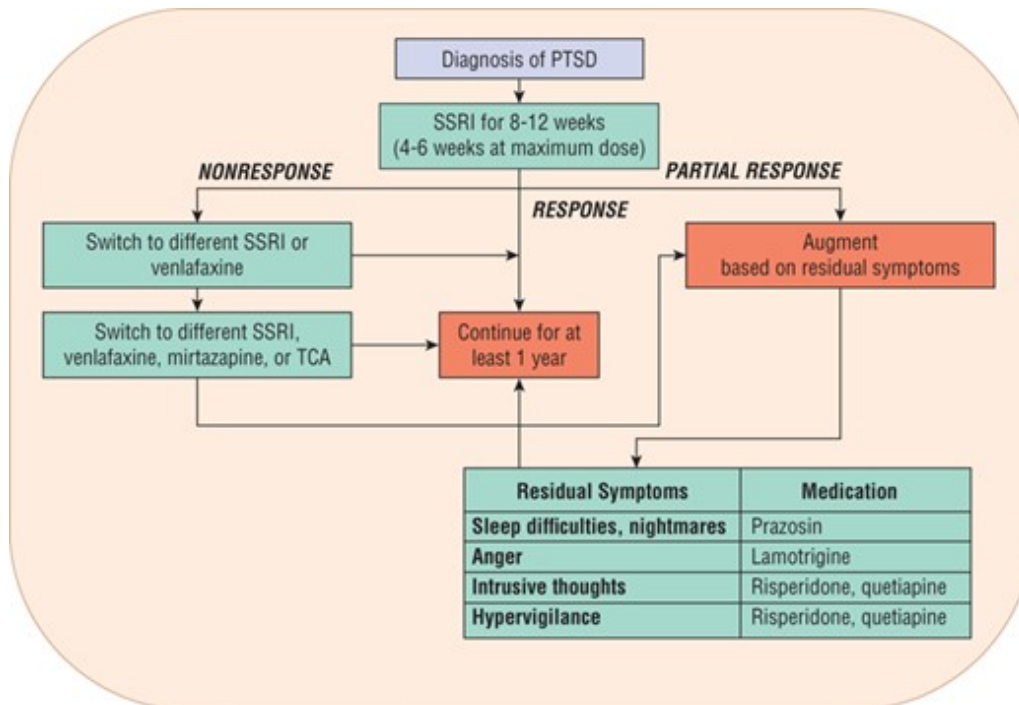 Diagnosis of PTSD
SSRI for 8-12 weeks
(4-6 weeks at maximum dose)
NONRESPONSE
PARTIAL RESPONSE
RESPONSE
Switch to different SSRI or
venlafaxine
Augment
based on residual symptoms
Switch to different SSRI,
venlafaxine, mirtazapine, or TCA
Continue for at
least 1 year
Residual Symptoms Medication
Sleep difficulties, nightmares Prazosin
Anger Lamotrigine
Intrusive thoughts Risperidone, quetiapine
Hypervigilance Risperidone, quetiapine